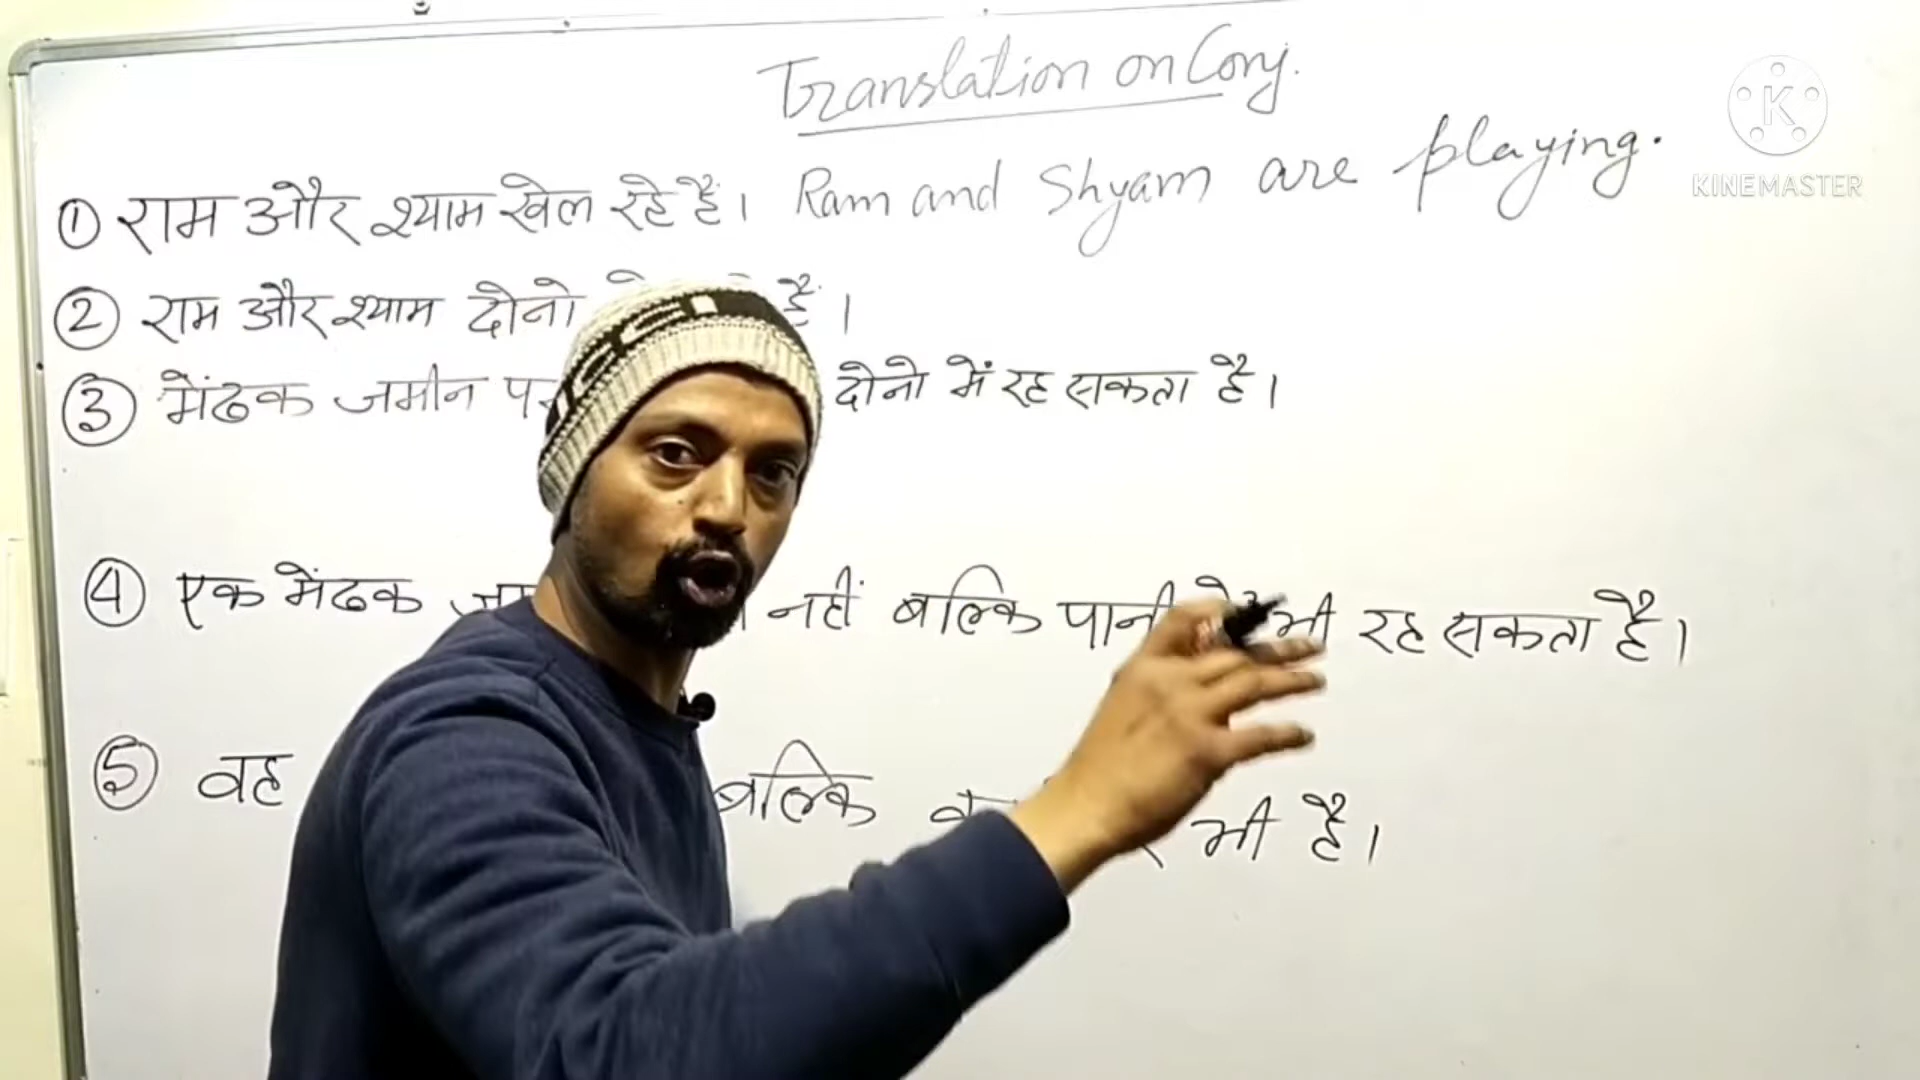 Translation on Conj.
① राम और श्याम खेल रहे हैं। Ram and Shyam are playing.
② राम और श्याम दोनो हैं।
③ मेंढक जमीन दोनो में रह सकता है।
④ एक मेंढक नहीं बल्कि पानी भी रह सकता है।
⑤ वह बल्कि भी है।
KINEMASTER